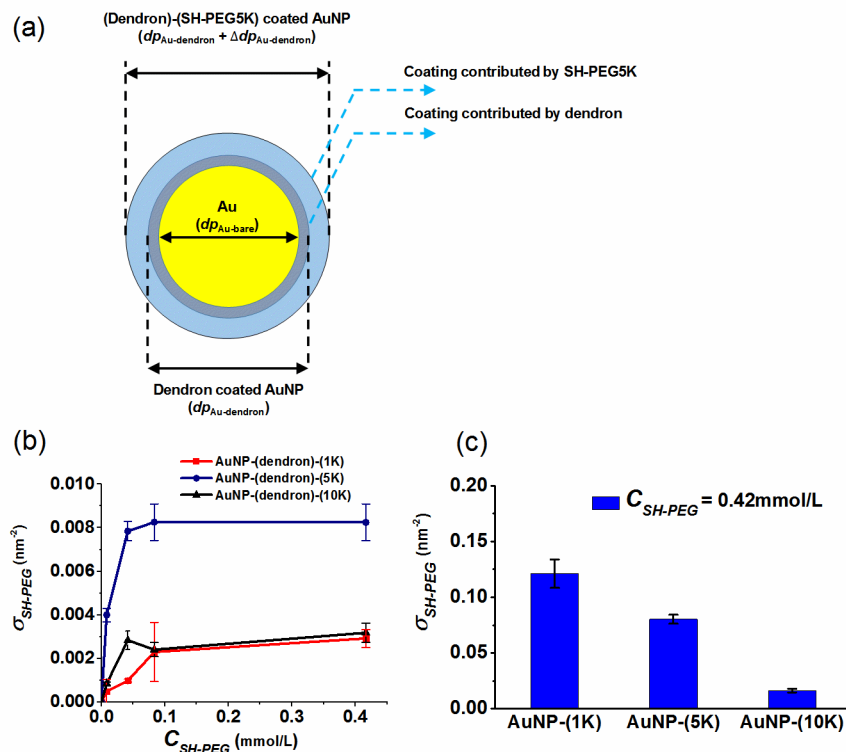 (a)
(Dendron)-(SH-PEG5K) coated AuNP
(dpAu-dendron + ΔdpAu-dendron)
Coating contributed by SH-PEG5K
Coating contributed by dendron
Au
(dpAu-bare)
Dendron coated AuNP
(dpAu-dendron)
(b)
AuNP-(dendron)-(1K)
AuNP-(dendron)-(5K)
AuNP-(dendron)-(10K)
σSH-PEG (nm-2)
0.010
0.008
0.006
0.004
0.002
0.000
0.0 0.1 0.2 0.3 0.4
CSH-PEG (mmol/L)
(c)
CSH-PEG = 0.42mmol/L
σSH-PEG (nm-2)
0.20
0.15
0.10
0.05
0.00
AuNP-(1K) AuNP-(5K) AuNP-(10K)